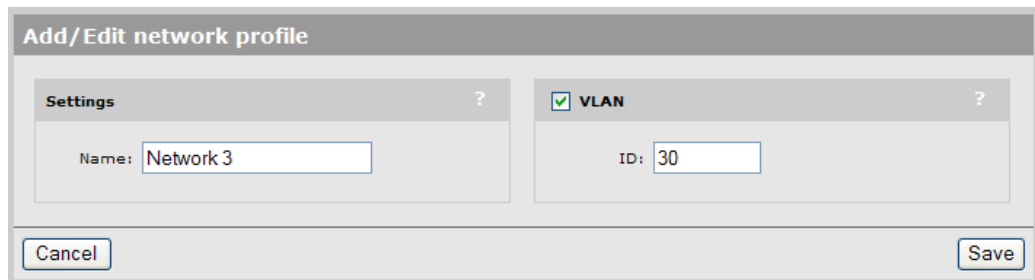 Add/Edit network profile
Settings ?
Name: Network 3
VLAN ?
ID: 30
Cancel Save